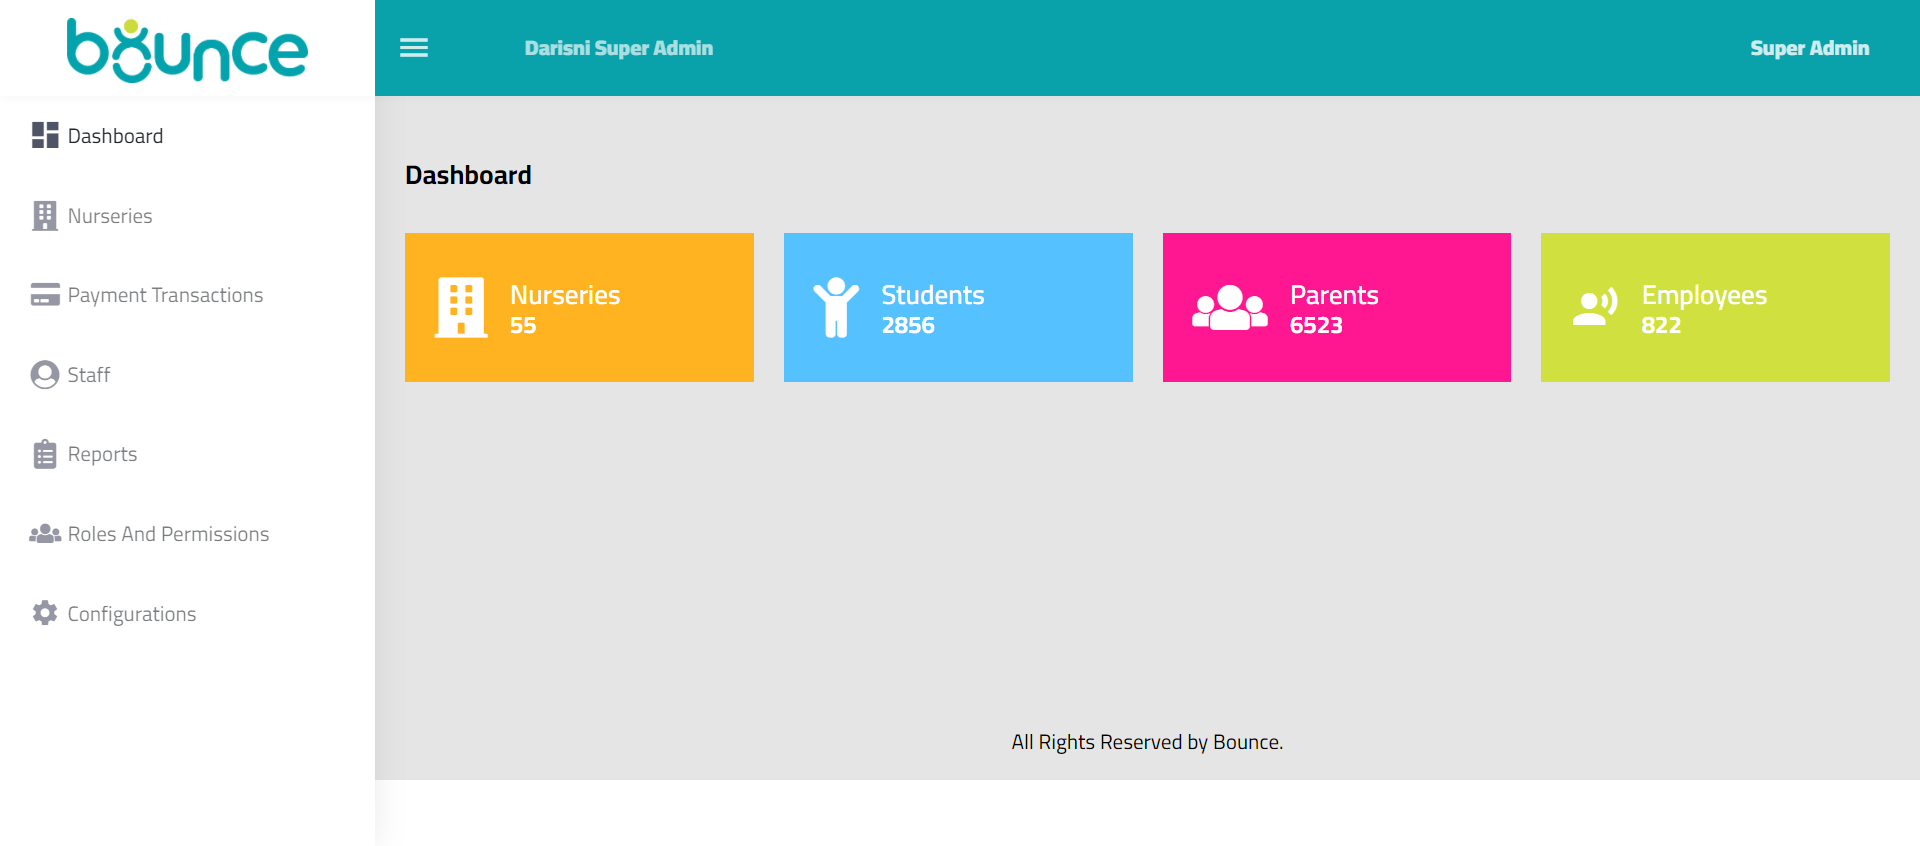 bounce
Darisni Super Admin
Super Admin
Dashboard
Nurseries
Payment Transactions
Staff
Reports
Roles And Permissions
Configurations
Dashboard
Nurseries
55
Students
2856
Parents
6523
Employees
822
All Rights Reserved by Bounce.